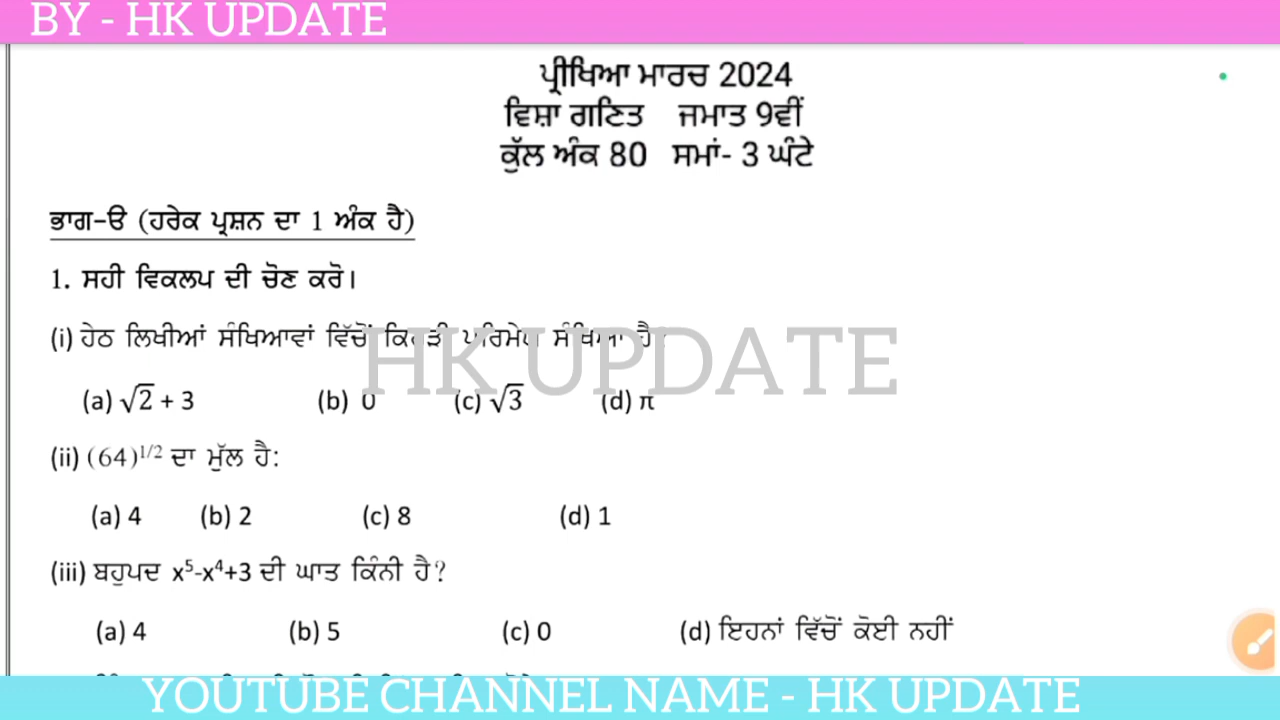 BY - HK UPDATE
ਪ੍ਰੀਖਿਆ ਮਾਰਚ 2024
ਵਿਸ਼ਾ ਗਣਿਤ ਜਮਾਤ 9ਵੀਂ
ਕੁੱਲ ਅੰਕ 80 ਸਮਾਂ- 3 ਘੰਟੇ
ਭਾਗ-ੳ (ਹਰੇਕ ਪ੍ਰਸ਼ਨ ਦਾ 1 ਅੰਕ ਹੈ)
1. ਸਹੀ ਵਿਕਲਪ ਦੀ ਚੋਣ ਕਰੋ।
(i) ਹੇਠ ਲਿਖੀਆਂ ਸੰਖਿਆਵਾਂ ਵਿੱਚੋਂ ਕਿਹੜੀ ਪਰਿਮੇਯ ਸੰਖਿਆ ਹੈ?
HK UPDATE
(a) √2 + 3 (b) 0 (c) √3 (d) π
(ii) (64)^1/2 ਦਾ ਮੁੱਲ ਹੈ:
(a) 4 (b) 2 (c) 8 (d) 1
(iii) ਬਹੁਪਦ x⁵-x⁴+3 ਦੀ ਘਾਤ ਕਿੰਨੀ ਹੈ?
(a) 4 (b) 5 (c) 0 (d) ਇਹਨਾਂ ਵਿੱਚੋਂ ਕੋਈ ਨਹੀਂ
YOUTUBE CHANNEL NAME - HK UPDATE